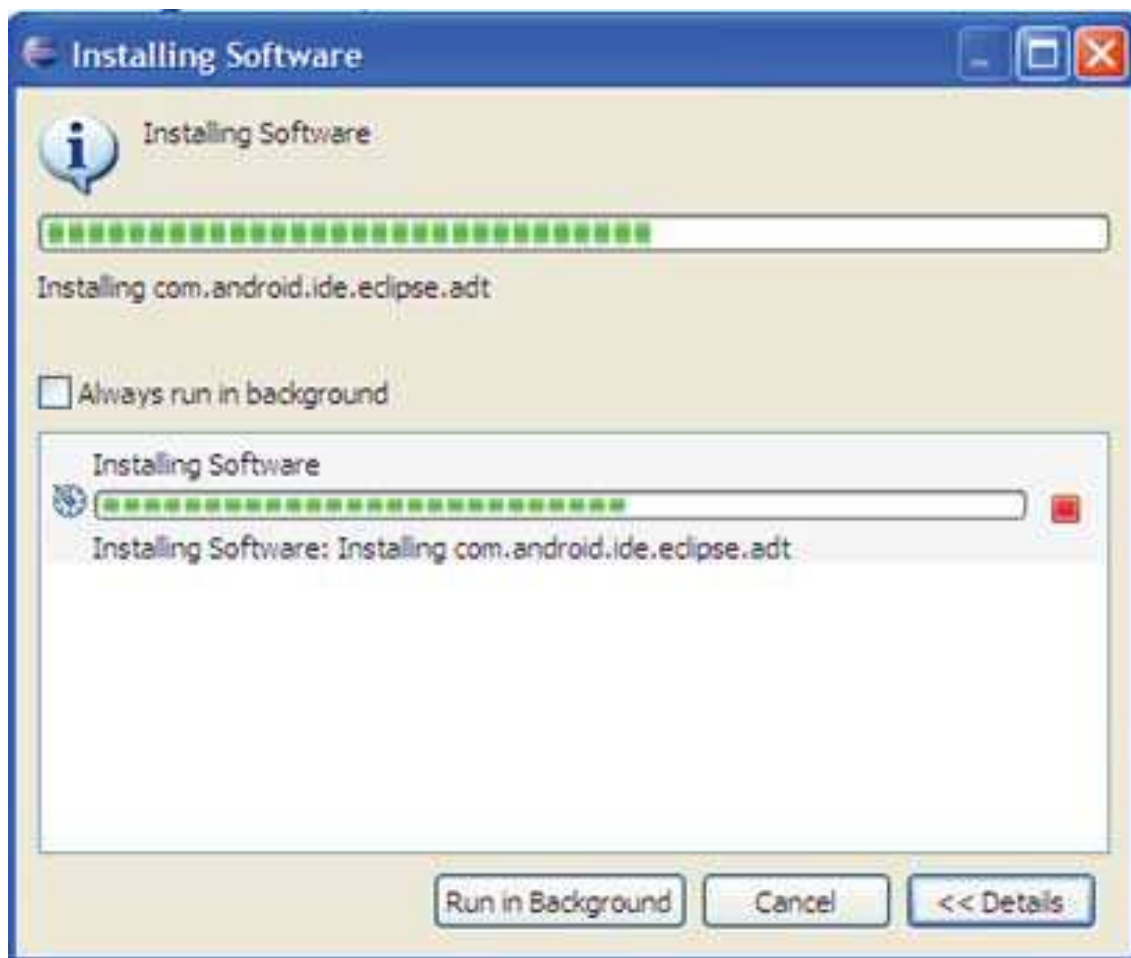 Installing Software
Installing Software
Installing com.android.ide.eclipse.adt
Always run in background
Installing Software
Installing Software: Installing com.android.ide.eclipse.adt
Run in Background
Cancel
<< Details